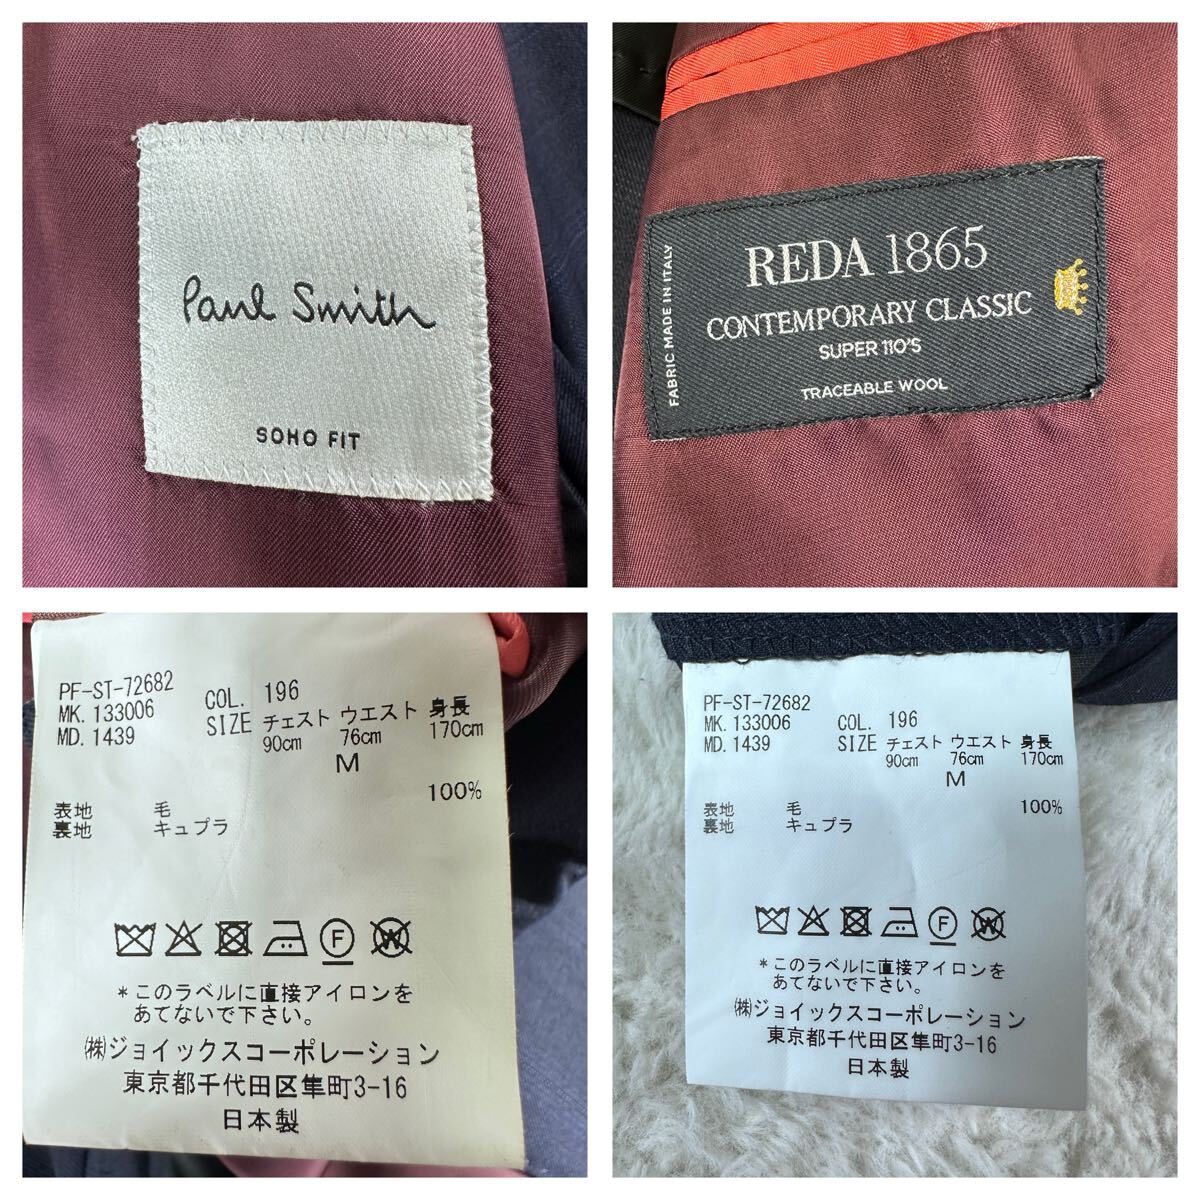 Paul Smith
SOHO FIT
FABRIC MADE IN ITALY
REDA 1865
CONTEMPORARY CLASSIC
SUPER 110'S
TRACEABLE WOOL
PF-ST-72682
MK. 133006 COL. 196
MD. 1439 SIZE チェスト ウエスト 身長
90cm 76cm 170cm
M
100%
表地 毛
裏地 キュプラ
F W
*このラベルに直接アイロンを
あてないで下さい。
㈱ジョイックスコーポレーション
東京都千代田区隼町3-16
日本製
PF-ST-72682
MK. 133006 COL. 196
MD. 1439 SIZE チェスト ウエスト 身長
90cm 76cm 170cm
M
表地 毛 100%
裏地 キュプラ
F W
*このラベルに直接アイロンを
あてないで下さい。
㈱ジョイックスコーポレーション
東京都千代田区隼町3-16
日本製